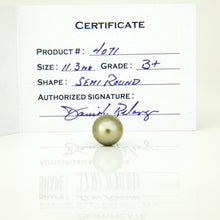 CERTIFICATE
PRODUCT #: 4071
SIZE: 11.3mm GRADE: B+
SHAPE: SEMI ROUND
AUTHORIZED SIGNATURE: